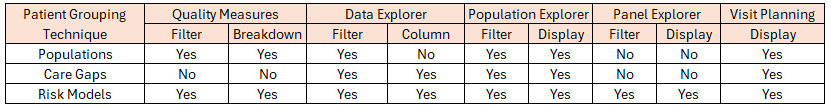 Patient Grouping Technique Quality Measures Data Explorer Population Explorer Panel Explorer Visit Planning
Filter Breakdown Filter Column Filter Display Filter Display Display
Populations Yes Yes Yes No Yes Yes No No Yes
Care Gaps No No Yes Yes Yes Yes No No Yes
Risk Models Yes Yes Yes Yes Yes Yes Yes Yes Yes